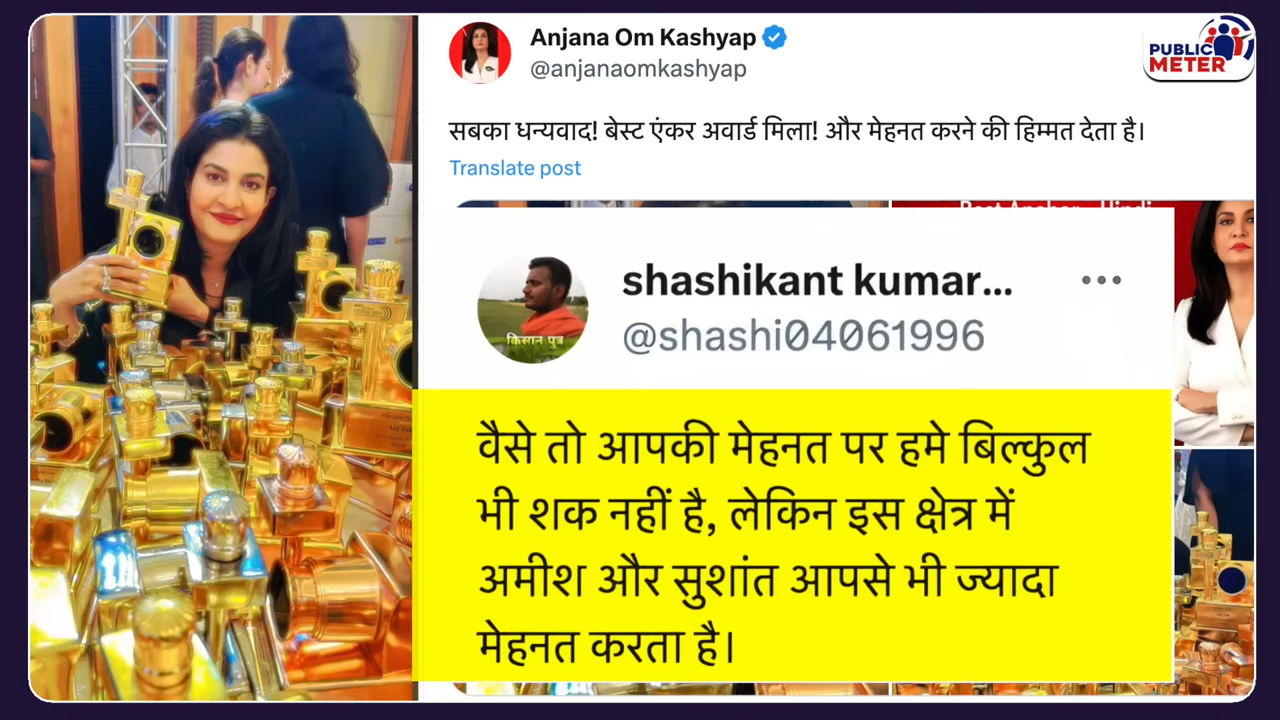 PUBLIC
METER
Anjana Om Kashyap
@anjanaomkashyap
सबका धन्यवाद! बेस्ट एंकर अवार्ड मिला! और मेहनत करने की हिम्मत देता है।
Translate post
shashikant kumar...
@shashi04061996
किसान पुत्र
वैसे तो आपकी मेहनत पर हमे बिल्कुल
भी शक नहीं है, लेकिन इस क्षेत्र में
अमीश और सुशांत आपसे भी ज्यादा
मेहनत करता है।